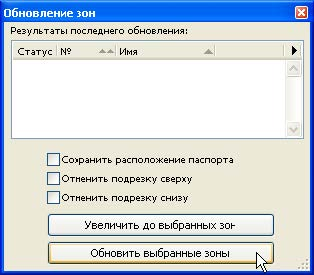 Обновление зон
Результаты последнего обновления:
Статус № Имя
Сохранить расположение паспорта
Отменить подрезку сверху
Отменить подрезку снизу
Увеличить до выбранных зон
Обновить выбранные зоны